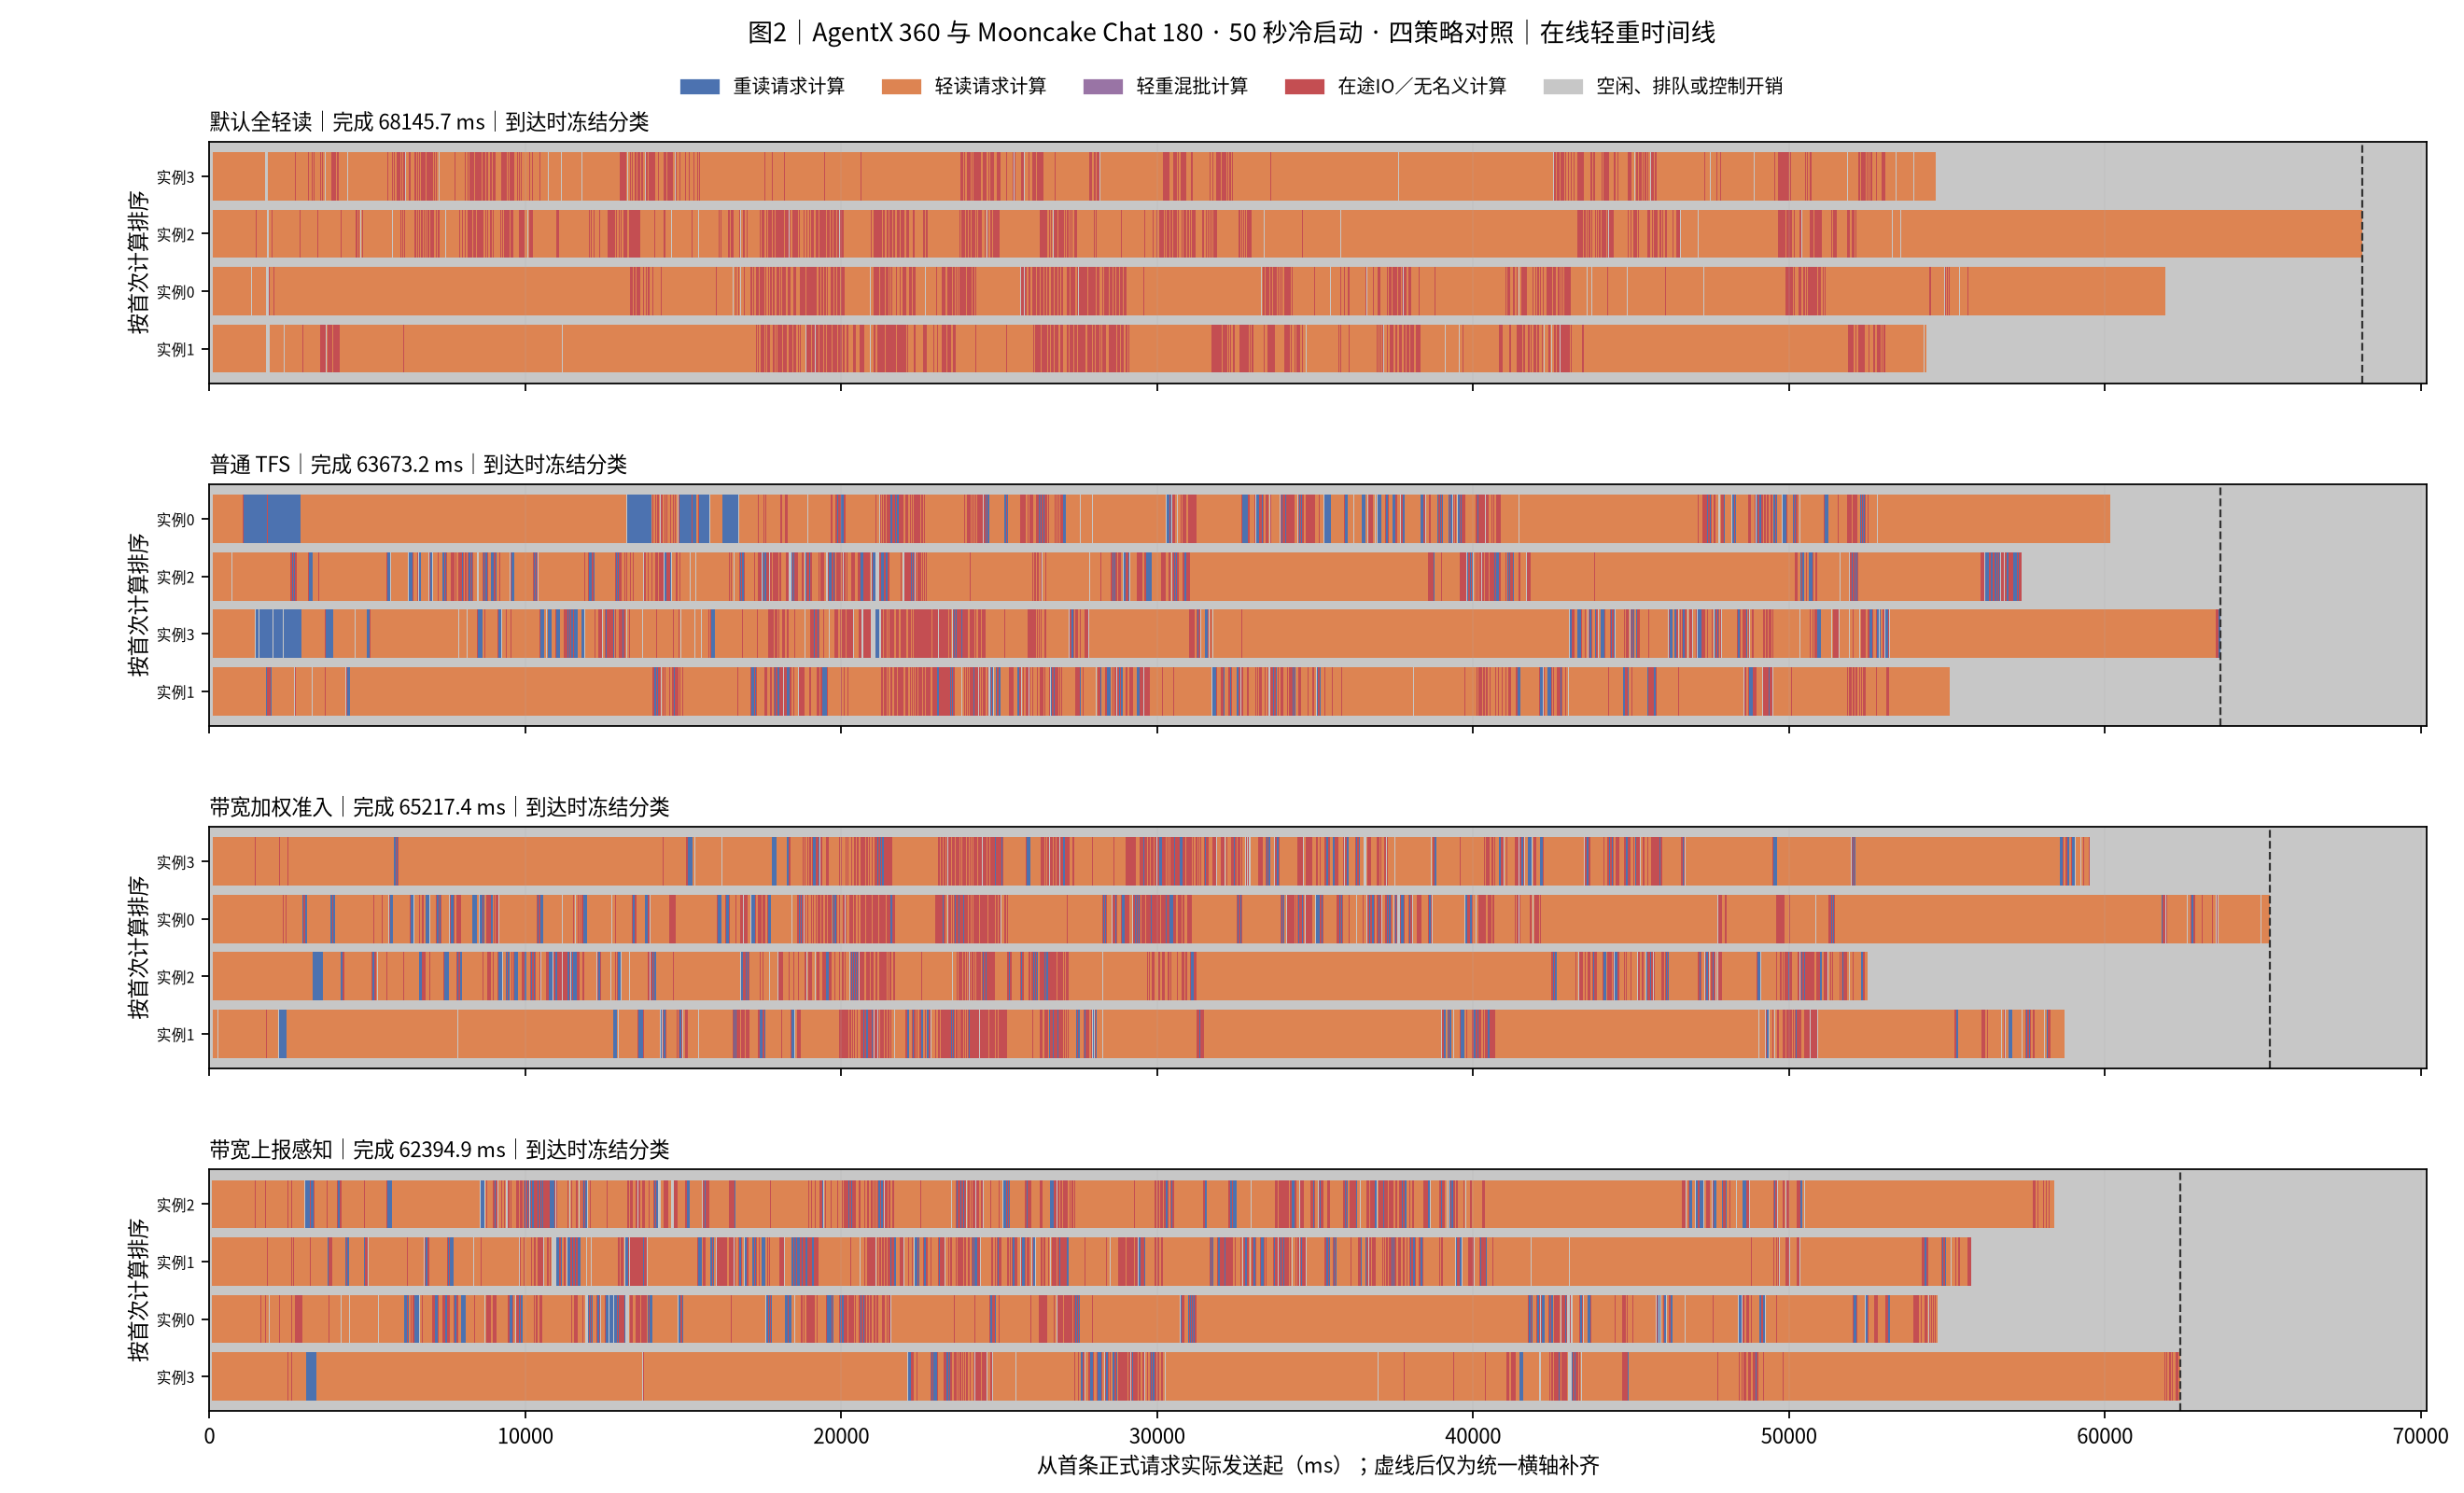 图2｜AgentX 360 与 Mooncake Chat 180 · 50 秒冷启动 · 四策略对照｜在线轻重时间线
重读请求计算 轻读请求计算 轻重混批计算 在途IO／无名义计算 空闲、排队或控制开销
默认全轻读｜完成 68145.7 ms｜到达时冻结分类
按首次计算排序
实例3
实例2
实例0
实例1
普通 TFS｜完成 63673.2 ms｜到达时冻结分类
按首次计算排序
实例0
实例2
实例3
实例1
带宽加权准入｜完成 65217.4 ms｜到达时冻结分类
按首次计算排序
实例3
实例0
实例2
实例1
带宽上报感知｜完成 62394.9 ms｜到达时冻结分类
按首次计算排序
实例2
实例1
实例0
实例3
0 10000 20000 30000 40000 50000 60000 70000
从首条正式请求实际发送起（ms）；虚线后仅为统一横轴补齐